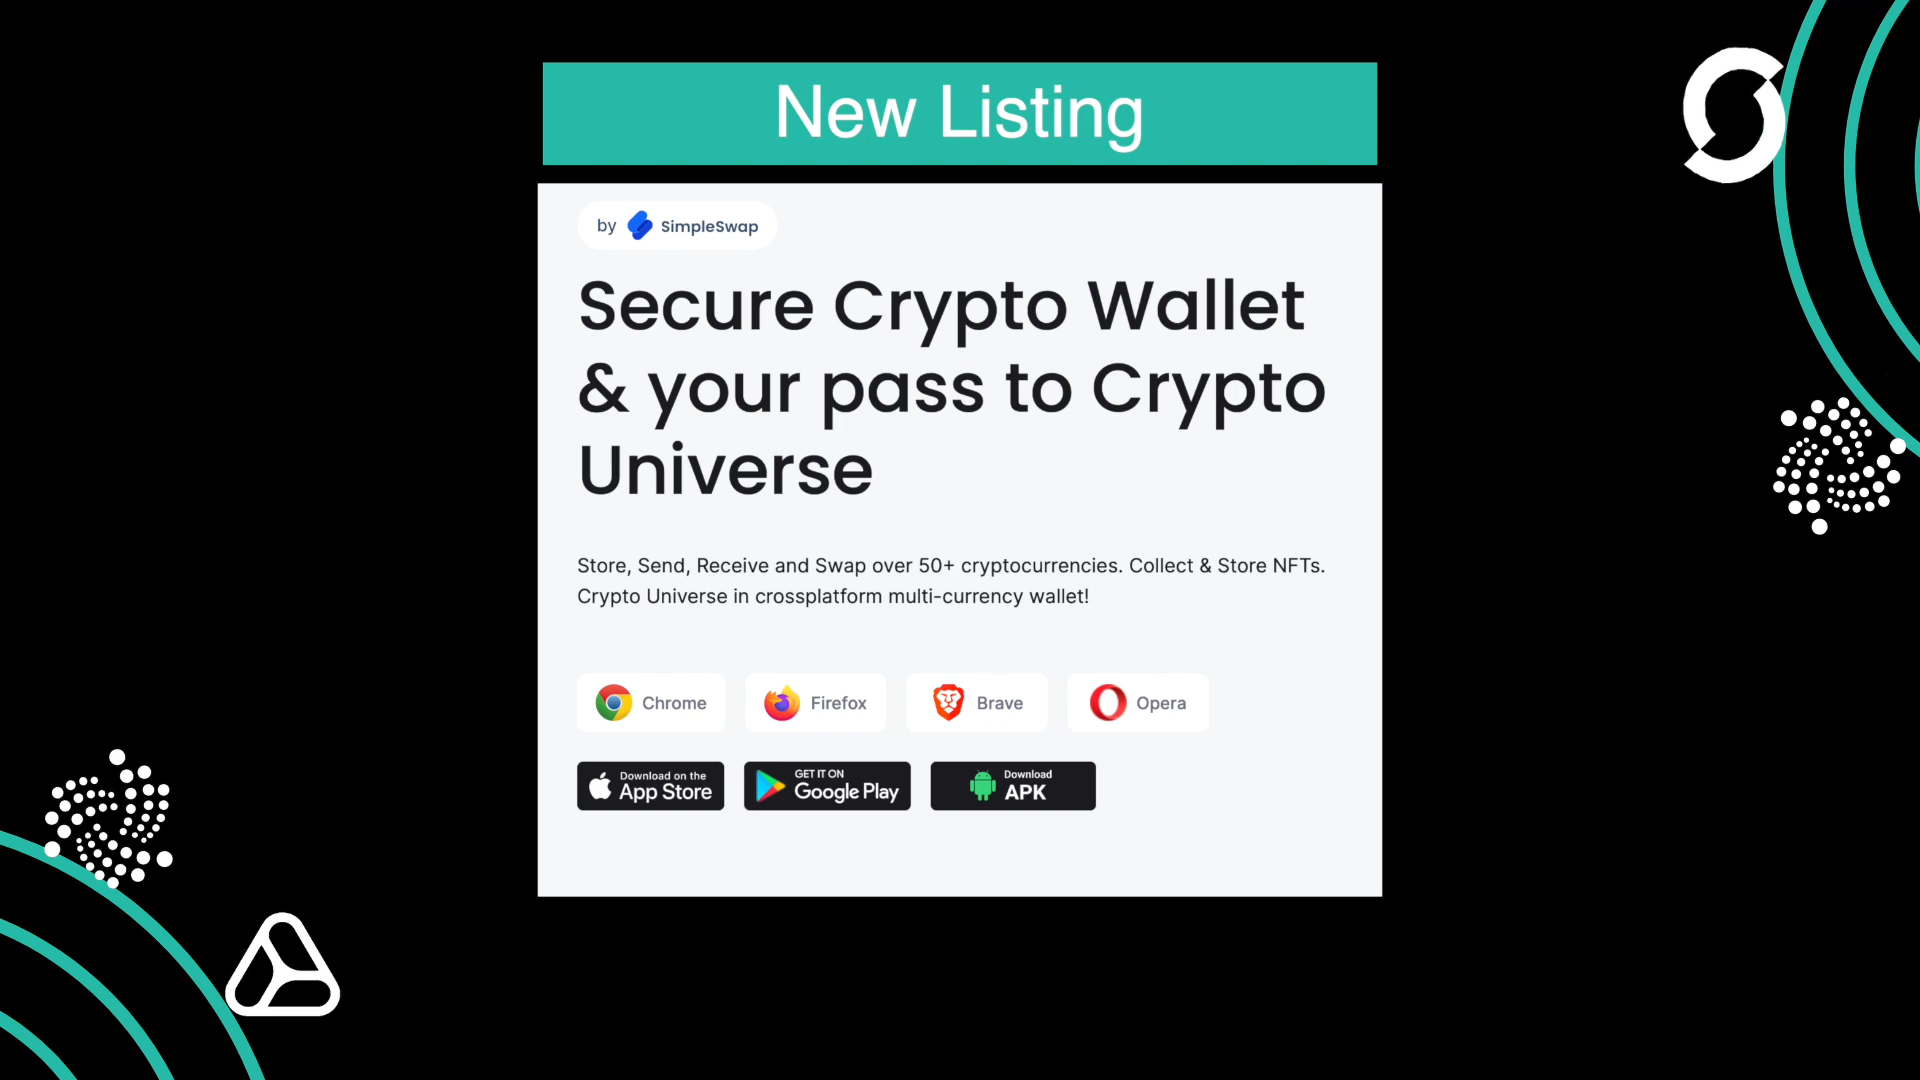 New Listing
by SimpleSwap
Secure Crypto Wallet
& your pass to Crypto
Universe
Store, Send, Receive and Swap over 50+ cryptocurrencies. Collect & Store NFTs.
Crypto Universe in crossplatform multi-currency wallet!
Chrome Firefox Brave Opera
Download on the App Store GET IT ON Google Play Download APK